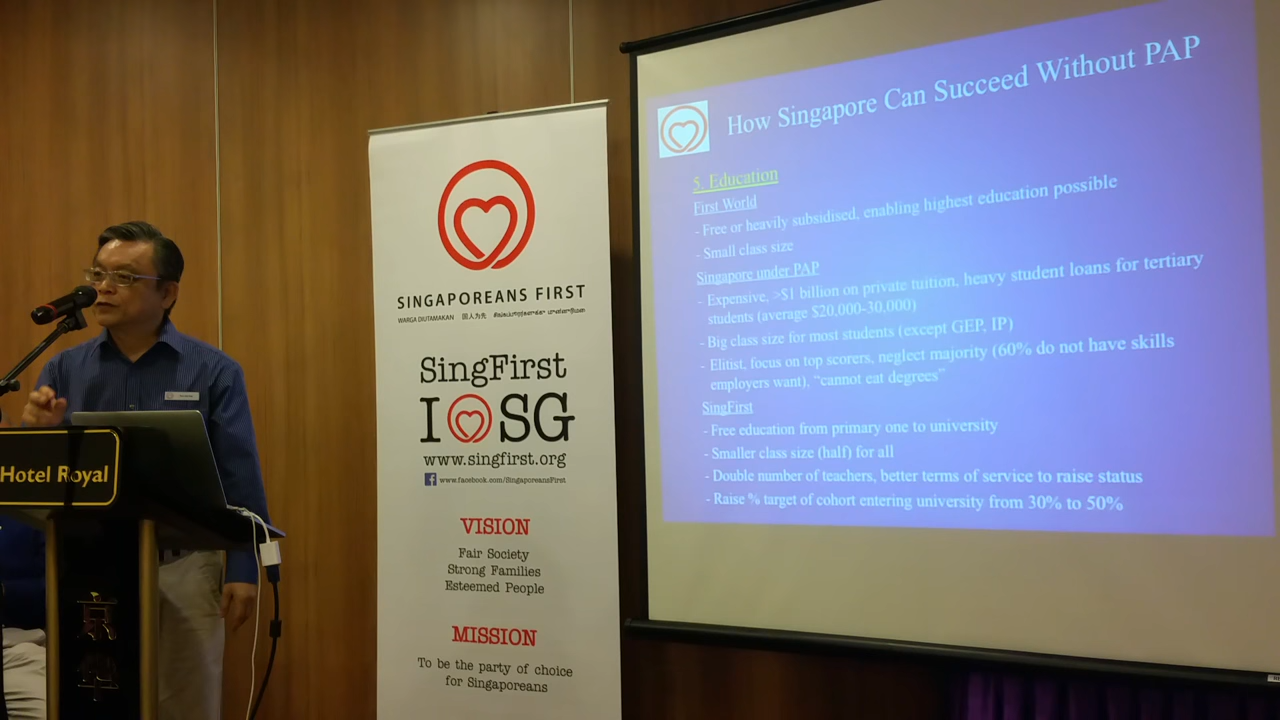 Hotel Royal
SINGAPOREANS FIRST
WARGA DIUTAMAKAN 国人为先
SingFirst
I SG
www.singfirst.org
www.facebook.com/SingaporeansFirst
VISION
Fair Society
Strong Families
Esteemed People
MISSION
To be the party of choice
for Singaporeans
How Singapore Can Succeed Without PAP
5. Education
First World
- Free or heavily subsidised, enabling highest education possible
- Small class size
Singapore under PAP
- Expensive, >$1 billion on private tuition, heavy student loans for tertiary
students (average $20,000-30,000)
- Big class size for most students (except GEP, IP)
- Elitist, focus on top scorers, neglect majority (60% do not have skills
employers want), “cannot eat degrees”
SingFirst
- Free education from primary one to university
- Smaller class size (half) for all
- Double number of teachers, better terms of service to raise status
- Raise % target of cohort entering university from 30% to 50%